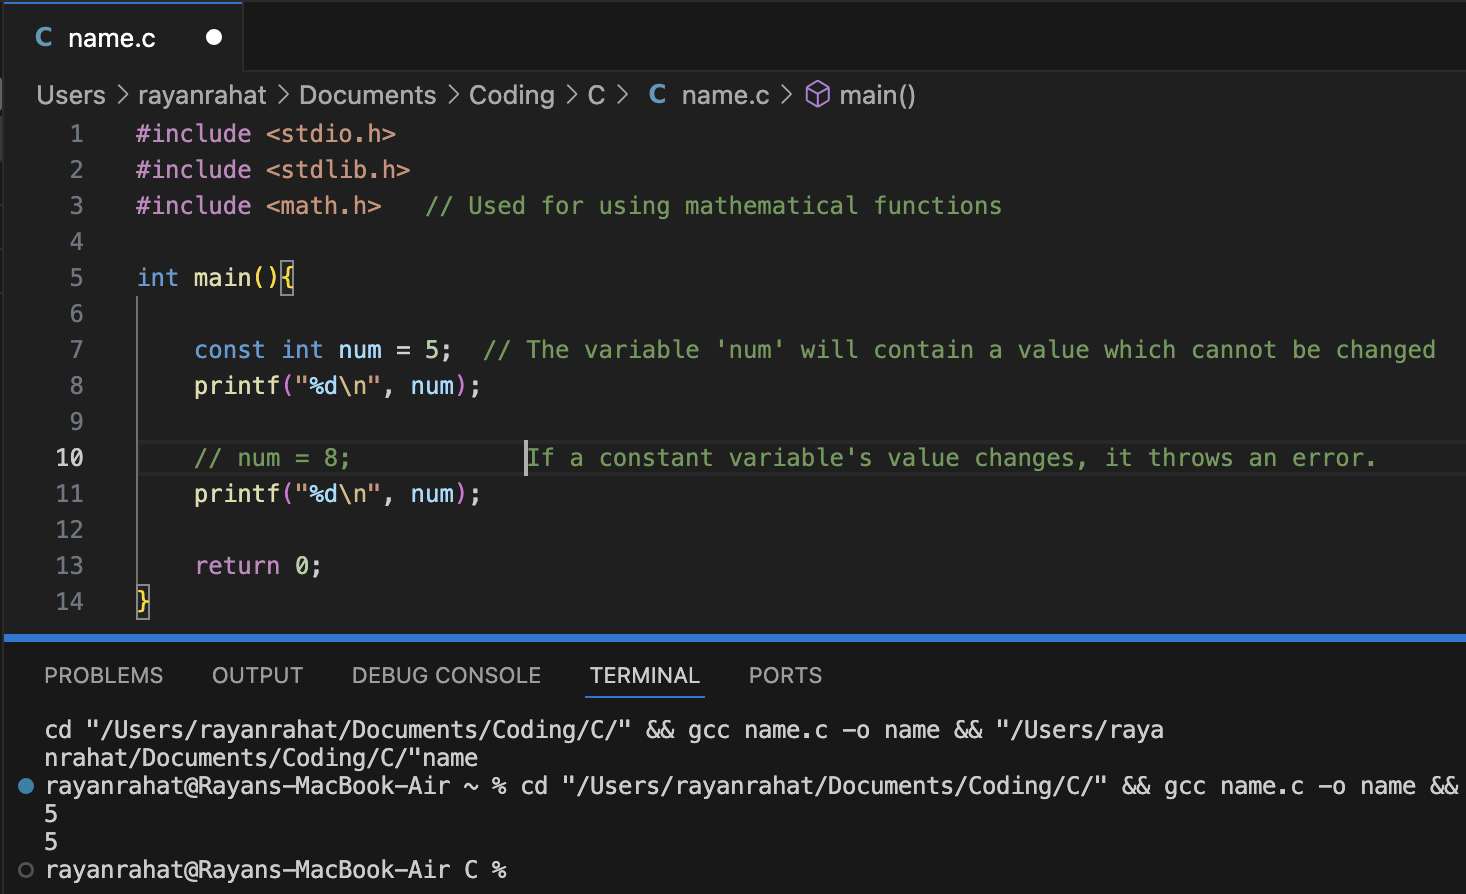 C name.c
Users > rayanrahat > Documents > Coding > C > C name.c > main()
1 #include <stdio.h>
2 #include <stdlib.h>
3 #include <math.h>   // Used for using mathematical functions
4
5 int main(){
6
7     const int num = 5;  // The variable 'num' will contain a value which cannot be changed
8     printf("%d\n", num);
9
10     // num = 8;            If a constant variable's value changes, it throws an error.
11     printf("%d\n", num);
12
13     return 0;
14 }
PROBLEMS OUTPUT DEBUG CONSOLE TERMINAL PORTS
cd "/Users/rayanrahat/Documents/Coding/C/" && gcc name.c -o name && "/Users/raya
nrahat/Documents/Coding/C/"name
rayanrahat@Rayans-MacBook-Air ~ % cd "/Users/rayanrahat/Documents/Coding/C/" && gcc name.c -o name &&
5
5
rayanrahat@Rayans-MacBook-Air C %